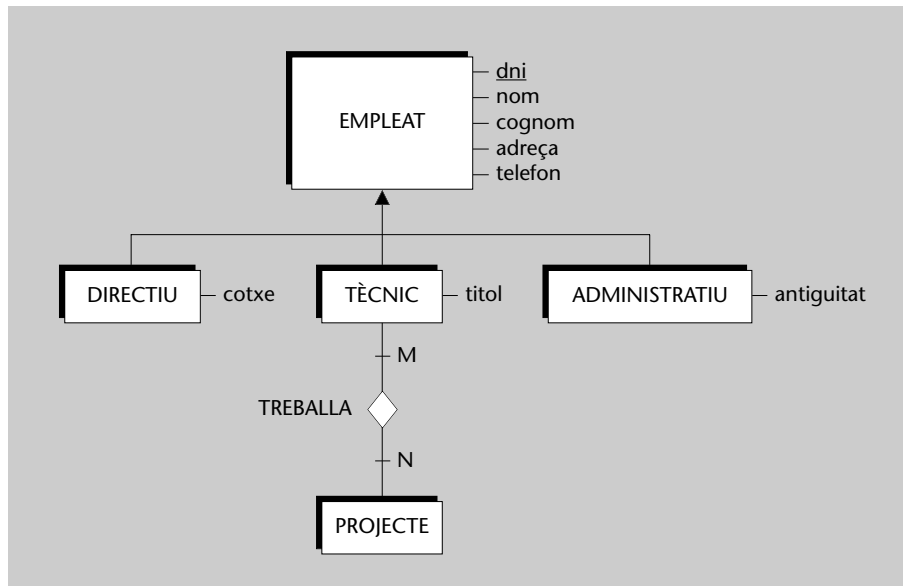 EMPLEAT
dni
nom
cognom
adreça
telefon
DIRECTIU
cotxe
TÈCNIC
titol
ADMINISTRATIU
antiguitat
M
TREBALLA
N
PROJECTE